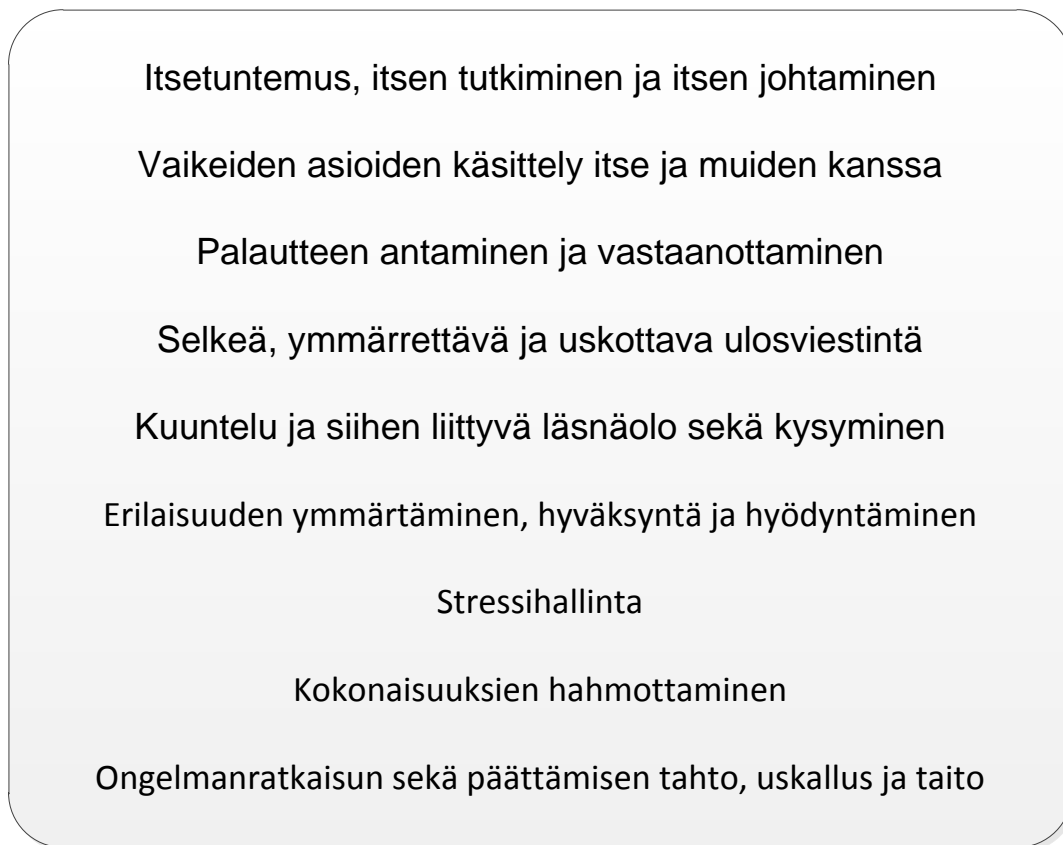 Itsetuntemus, itsen tutkiminen ja itsen johtaminen
Vaikeiden asioiden käsittely itse ja muiden kanssa
Palautteen antaminen ja vastaanottaminen
Selkeä, ymmärrettävä ja uskottava ulosviestintä
Kuuntelu ja siihen liittyvä läsnäolo sekä kysyminen
Erilaisuuden ymmärtäminen, hyväksyntä ja hyödyntäminen
Stressihallinta
Kokonaisuuksien hahmottaminen
Ongelmanratkaisun sekä päättämisen tahto, uskallus ja taito